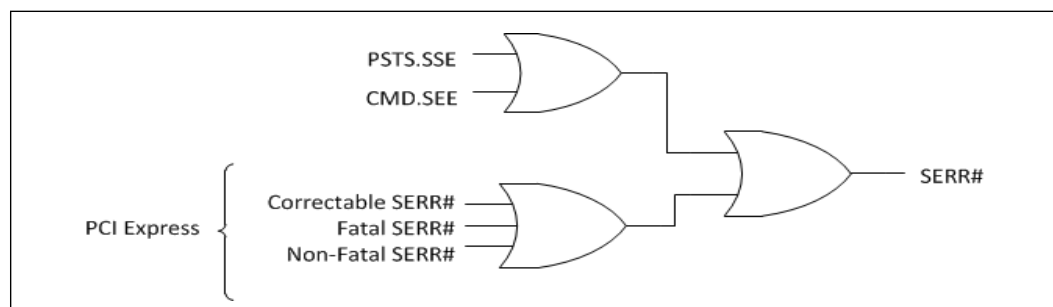 PSTS.SSE
CMD.SEE
SERR#
PCI Express
Correctable SERR#
Fatal SERR#
Non-Fatal SERR#